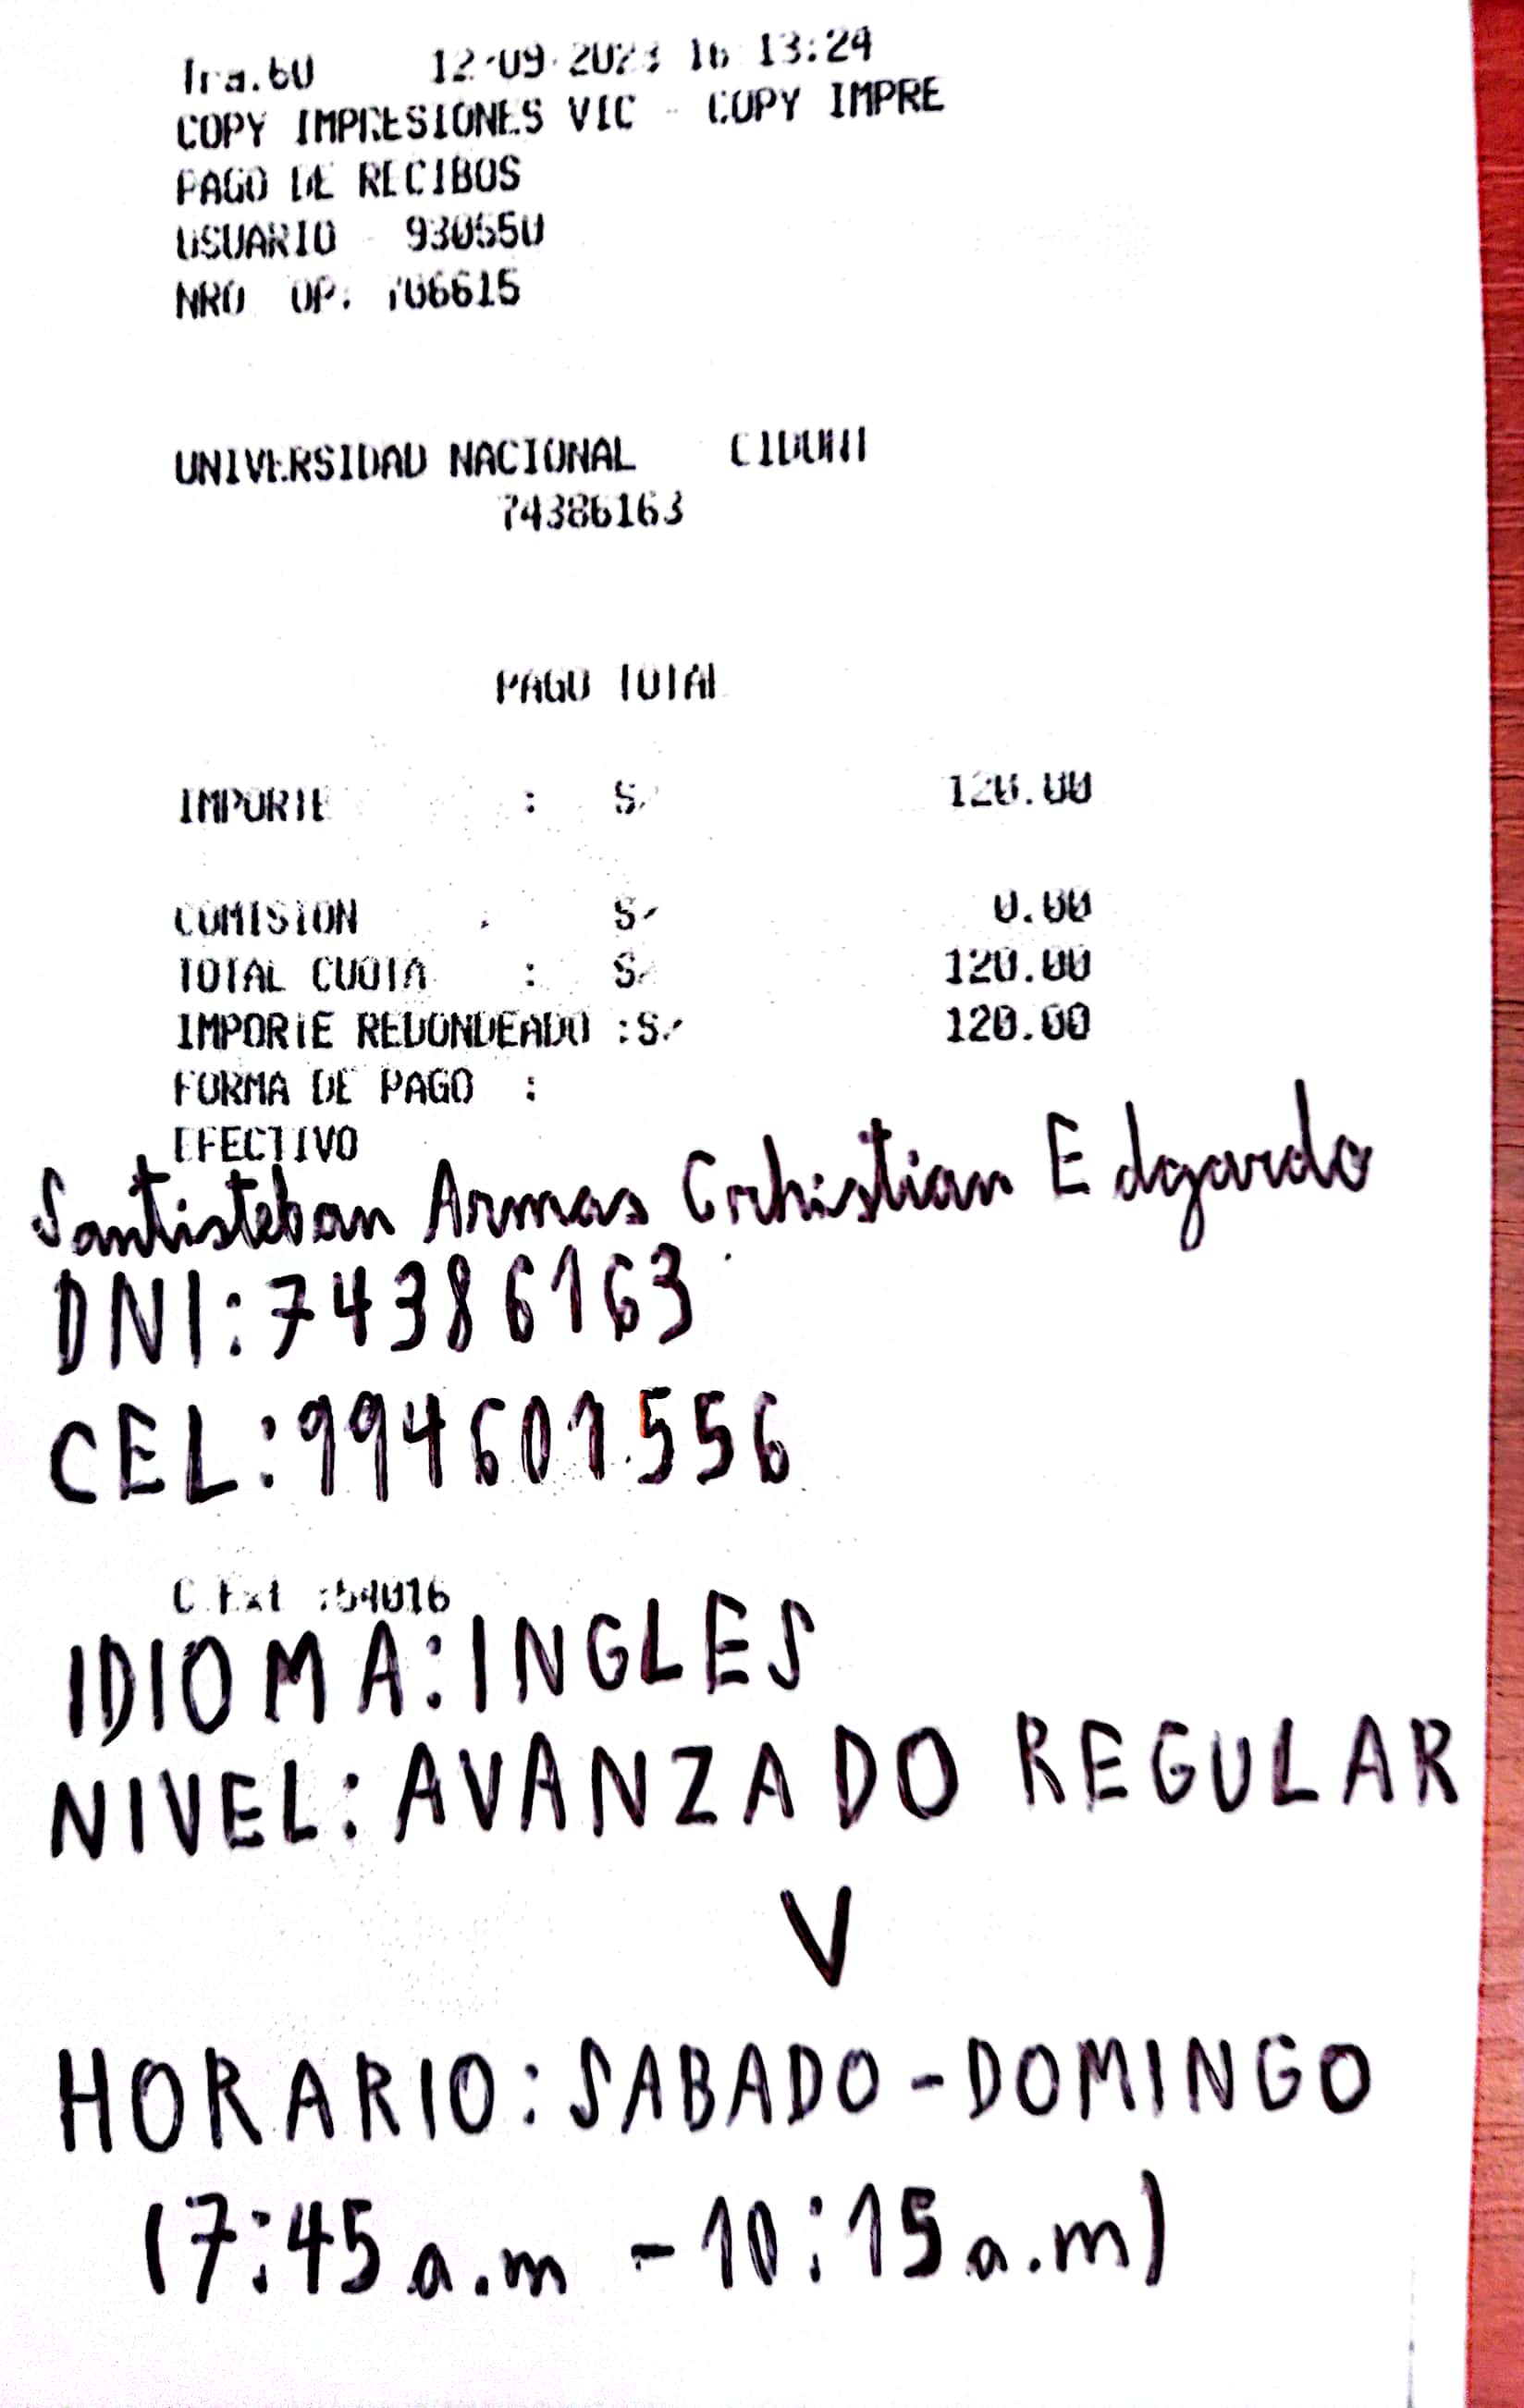 Tra.60 12-09-2023 16 13:24
COPY IMPRESIONES VIC - COPY IMPRE
PAGO DE RECIBOS
USUARIO - 930550
NRO OP. 706615
UNIVERSIDAD NACIONAL CIDUNI
74386163
PAGO TOTAL
IMPORTE : S/ 120.00
COMISION : S/ 0.00
TOTAL CUOTA : S/ 120.00
IMPORTE REDONDEADO :S/ 120.00
FORMA DE PAGO :
EFECTIVO
Santisteban Armas Crhistian Edgardo
DNI:74386163
CEL:994601556
C.Ext :54016
IDIOMA:INGLES
NIVEL:AVANZADO REGULAR
V
HORARIO:SABADO-DOMINGO
(7:45a.m - 10:15a.m)